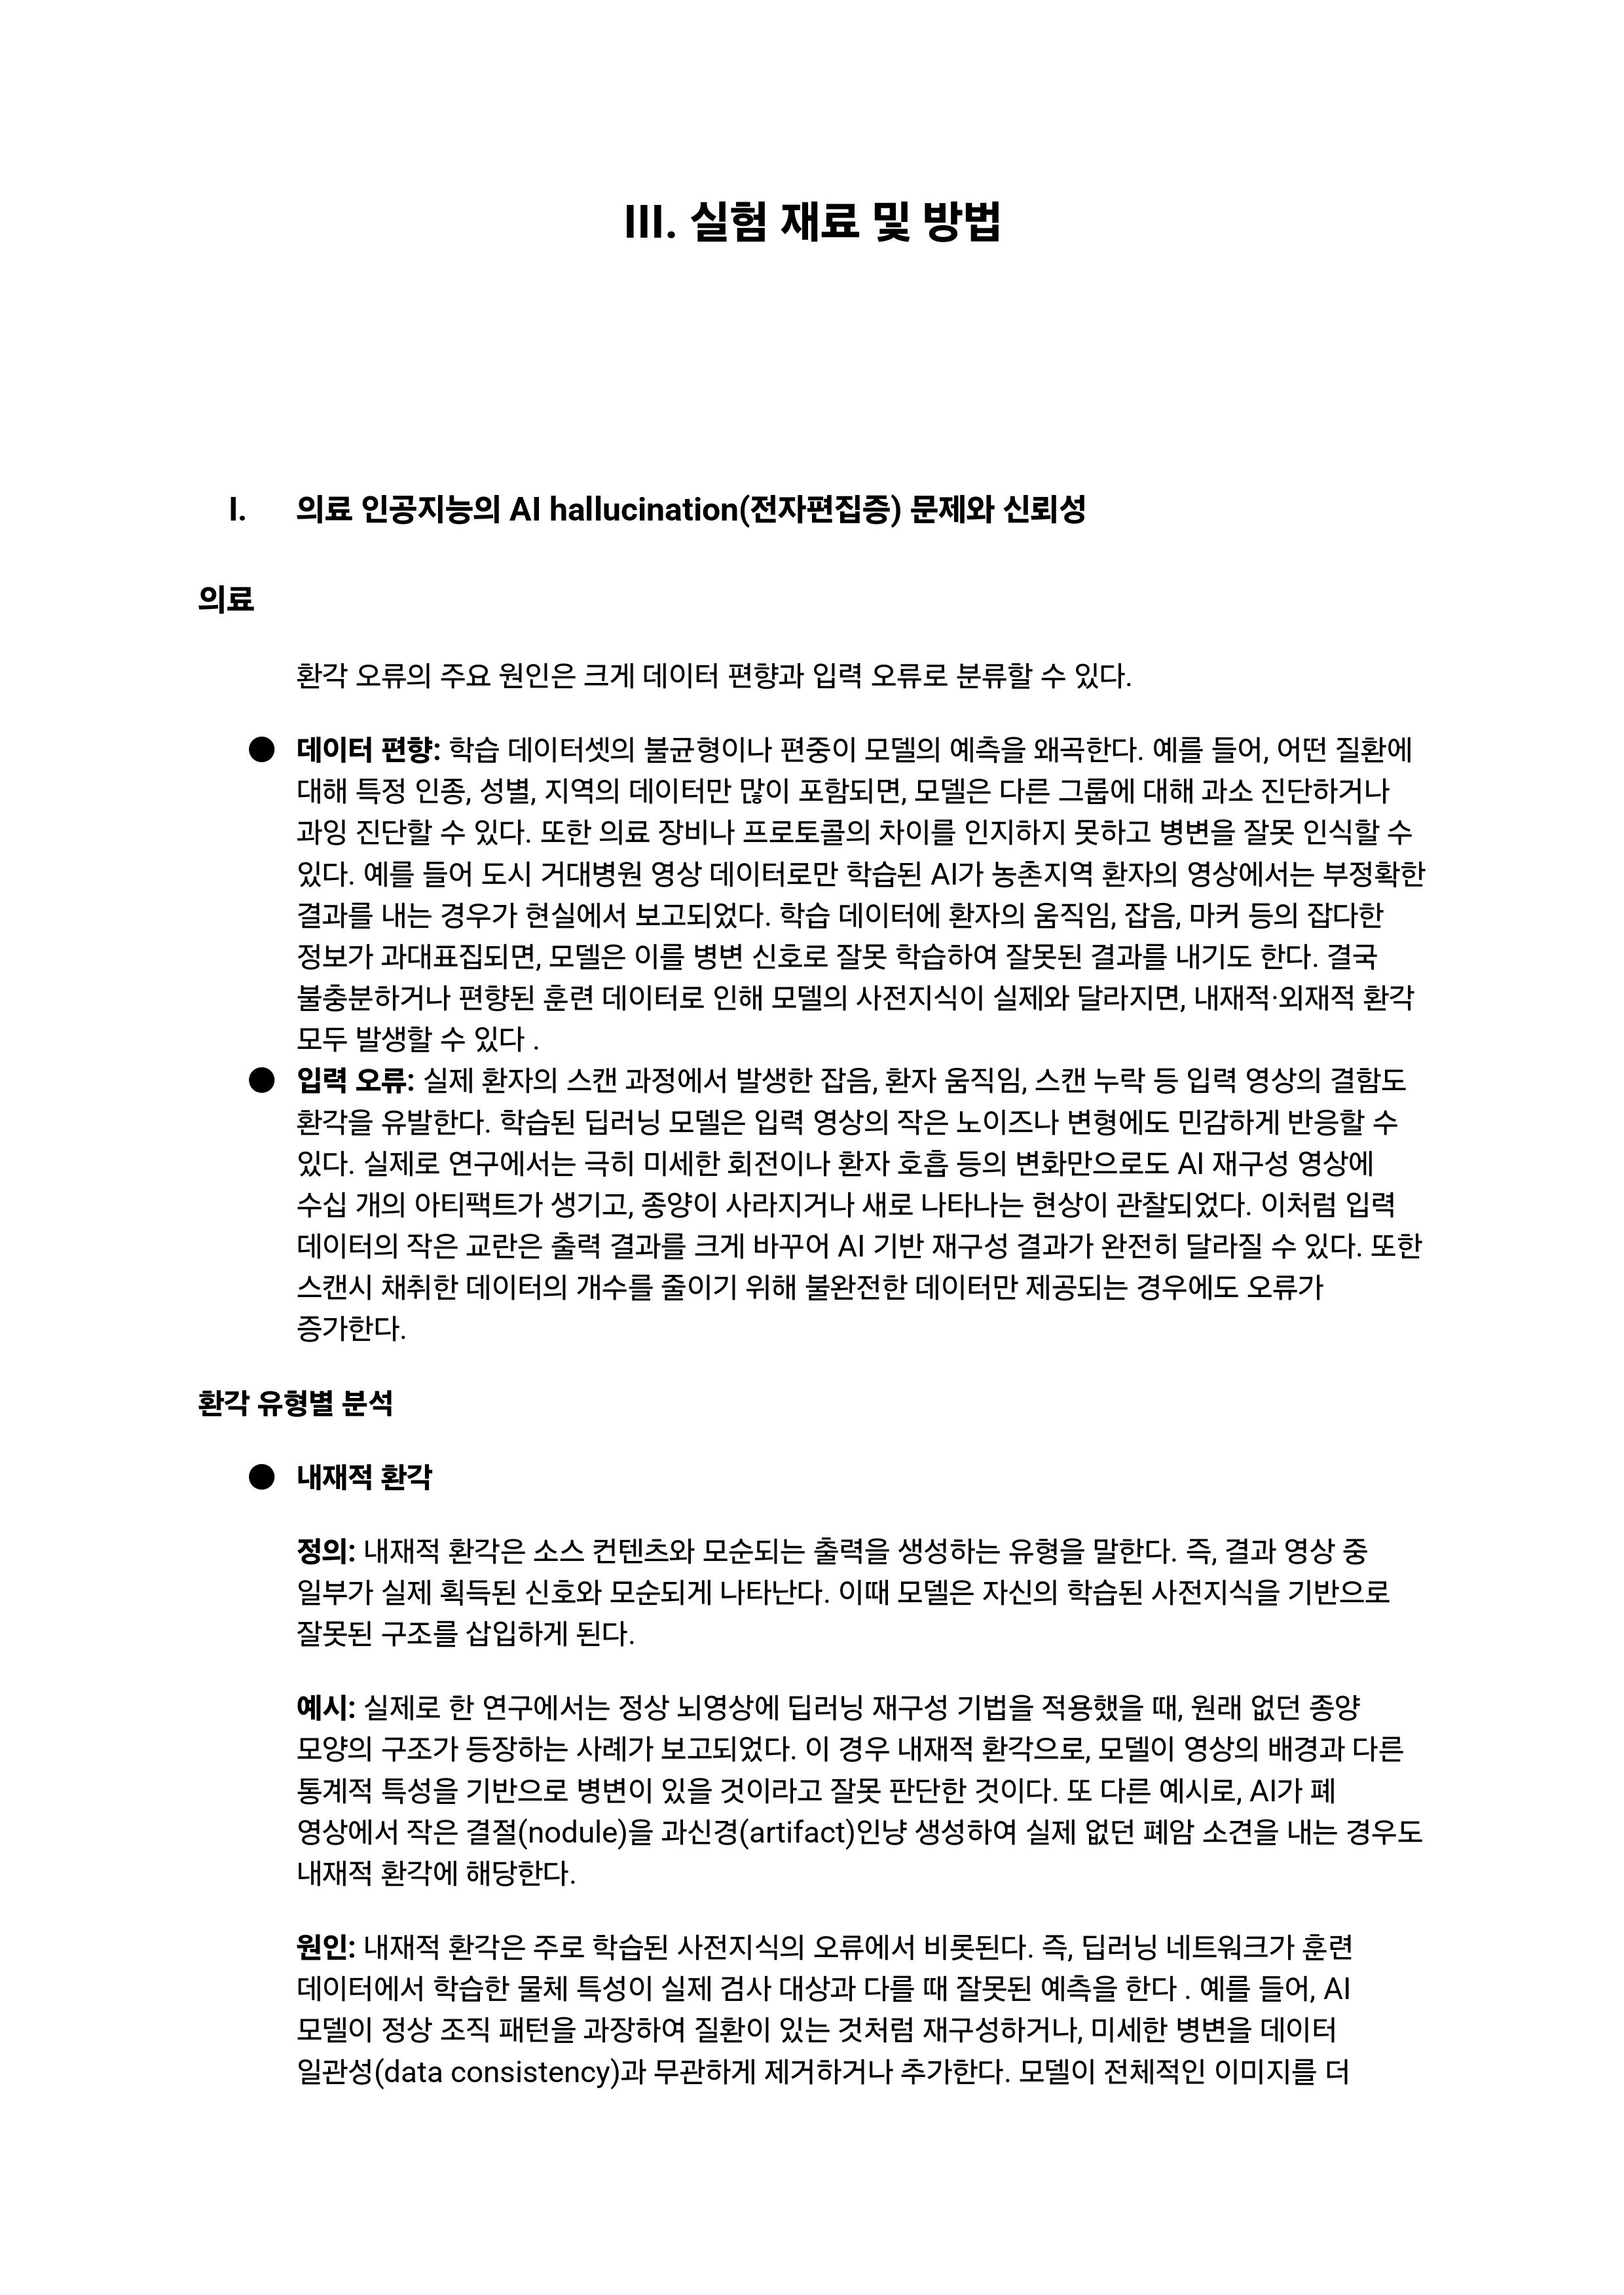 III. 실험 재료 및 방법
I. 의료 인공지능의 AI hallucination(전자편집증) 문제와 신뢰성
의료
환각 오류의 주요 원인은 크게 데이터 편향과 입력 오류로 분류할 수 있다.
● 데이터 편향: 학습 데이터셋의 불균형이나 편중이 모델의 예측을 왜곡한다. 예를 들어, 어떤 질환에
대해 특정 인종, 성별, 지역의 데이터만 많이 포함되면, 모델은 다른 그룹에 대해 과소 진단하거나
과잉 진단할 수 있다. 또한 의료 장비나 프로토콜의 차이를 인지하지 못하고 병변을 잘못 인식할 수
있다. 예를 들어 도시 거대병원 영상 데이터로만 학습된 AI가 농촌지역 환자의 영상에서는 부정확한
결과를 내는 경우가 현실에서 보고되었다. 학습 데이터에 환자의 움직임, 잡음, 마커 등의 잡다한
정보가 과대표집되면, 모델은 이를 병변 신호로 잘못 학습하여 잘못된 결과를 내기도 한다. 결국
불충분하거나 편향된 훈련 데이터로 인해 모델의 사전지식이 실제와 달라지면, 내재적·외재적 환각
모두 발생할 수 있다 .
● 입력 오류: 실제 환자의 스캔 과정에서 발생한 잡음, 환자 움직임, 스캔 누락 등 입력 영상의 결함도
환각을 유발한다. 학습된 딥러닝 모델은 입력 영상의 작은 노이즈나 변형에도 민감하게 반응할 수
있다. 실제로 연구에서는 극히 미세한 회전이나 환자 호흡 등의 변화만으로도 AI 재구성 영상에
수십 개의 아티팩트가 생기고, 종양이 사라지거나 새로 나타나는 현상이 관찰되었다. 이처럼 입력
데이터의 작은 교란은 출력 결과를 크게 바꾸어 AI 기반 재구성 결과가 완전히 달라질 수 있다. 또한
스캔시 채취한 데이터의 개수를 줄이기 위해 불완전한 데이터만 제공되는 경우에도 오류가
증가한다.
환각 유형별 분석
● 내재적 환각
정의: 내재적 환각은 소스 컨텐츠와 모순되는 출력을 생성하는 유형을 말한다. 즉, 결과 영상 중
일부가 실제 획득된 신호와 모순되게 나타난다. 이때 모델은 자신의 학습된 사전지식을 기반으로
잘못된 구조를 삽입하게 된다.
예시: 실제로 한 연구에서는 정상 뇌영상에 딥러닝 재구성 기법을 적용했을 때, 원래 없던 종양
모양의 구조가 등장하는 사례가 보고되었다. 이 경우 내재적 환각으로, 모델이 영상의 배경과 다른
통계적 특성을 기반으로 병변이 있을 것이라고 잘못 판단한 것이다. 또 다른 예시로, AI가 폐
영상에서 작은 결절(nodule)을 과신경(artifact)인냥 생성하여 실제 없던 폐암 소견을 내는 경우도
내재적 환각에 해당한다.
원인: 내재적 환각은 주로 학습된 사전지식의 오류에서 비롯된다. 즉, 딥러닝 네트워크가 훈련
데이터에서 학습한 물체 특성이 실제 검사 대상과 다를 때 잘못된 예측을 한다 . 예를 들어, AI
모델이 정상 조직 패턴을 과장하여 질환이 있는 것처럼 재구성하거나, 미세한 병변을 데이터
일관성(data consistency)과 무관하게 제거하거나 추가한다. 모델이 전체적인 이미지를 더